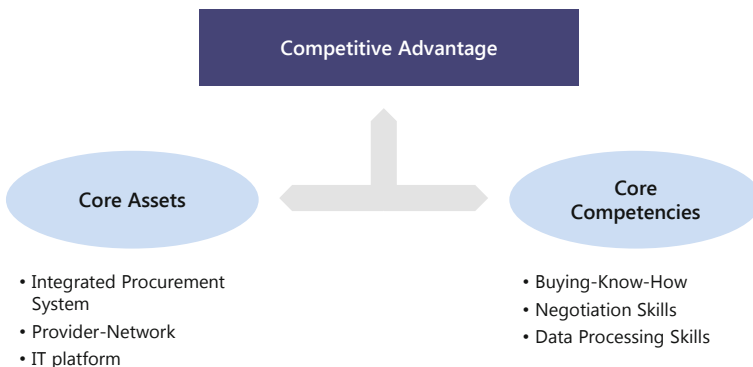 Competitive Advantage
Core Assets
• Integrated Procurement
System
• Provider-Network
• IT platform
Core
Competencies
• Buying-Know-How
• Negotiation Skills
• Data Processing Skills